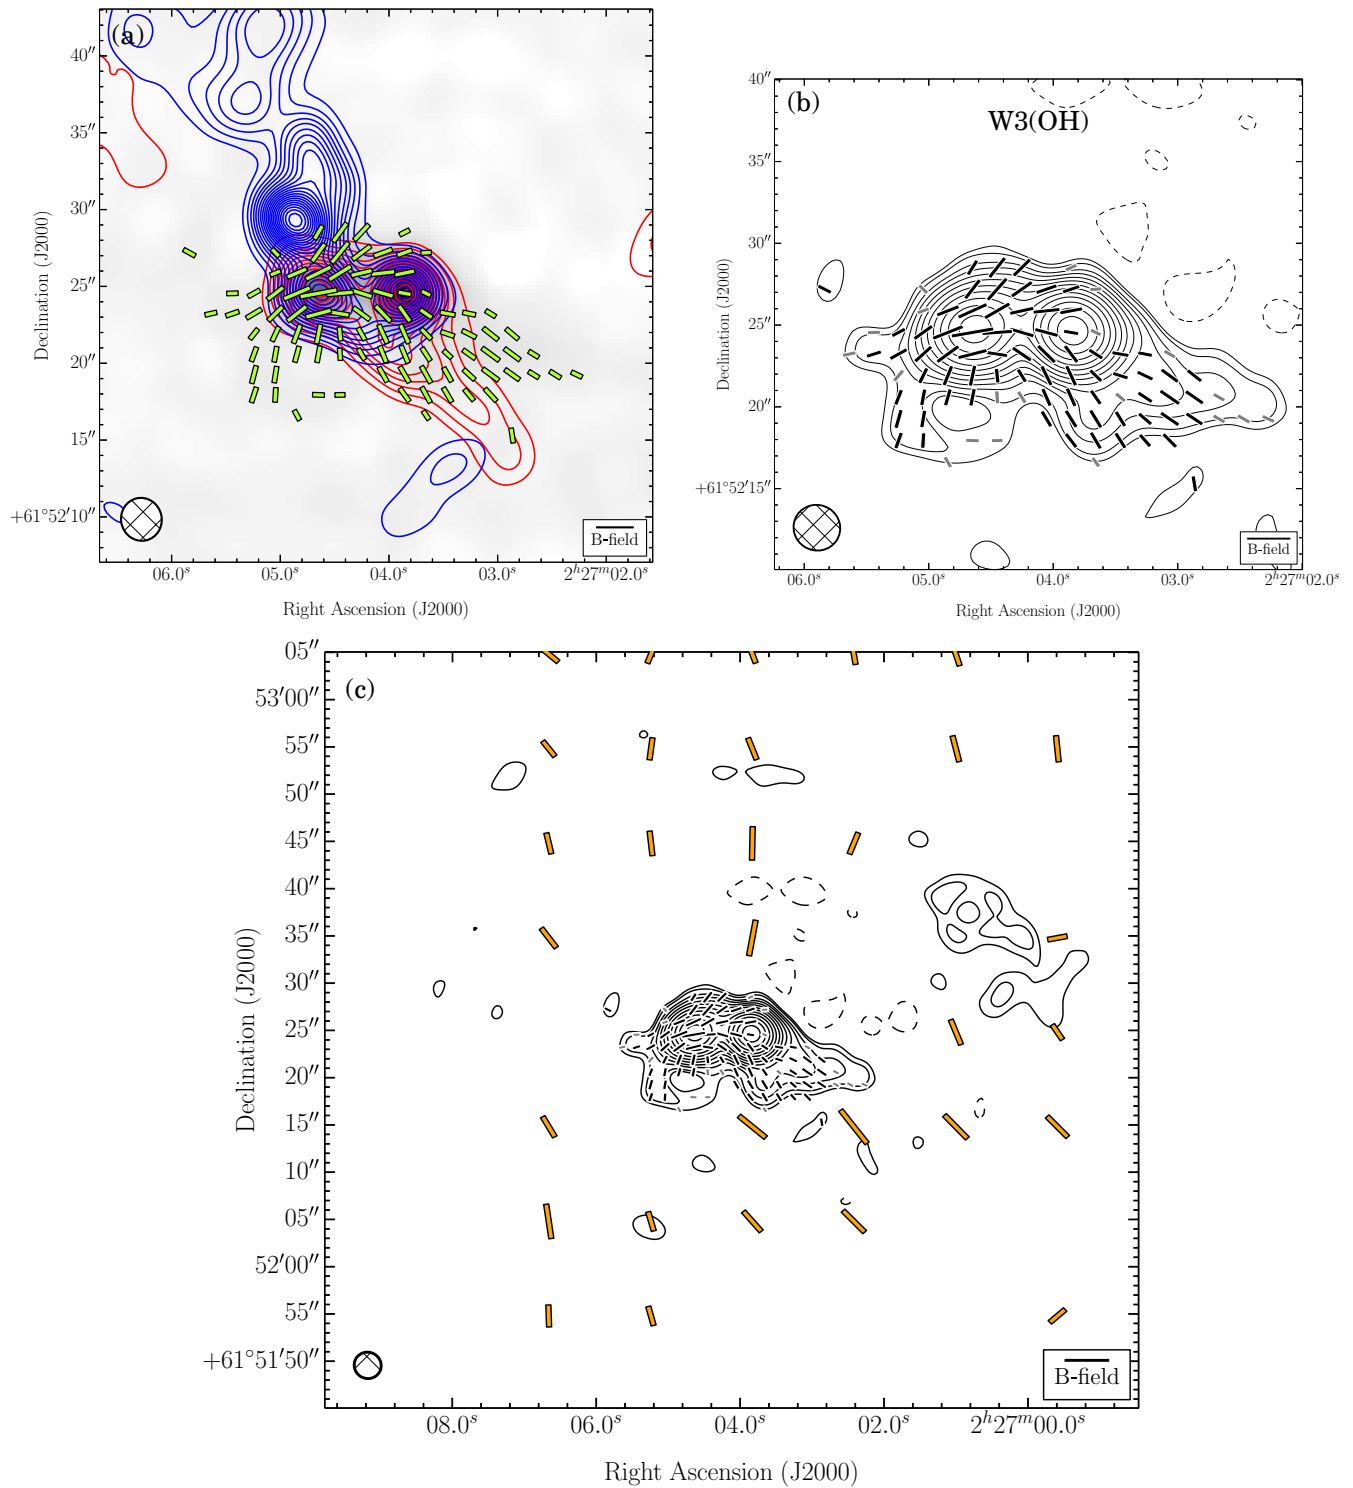 (a)
40″
35″
30″
25″
20″
15″
+61°52′10″
Declination (J2000)
06.0ˢ
05.0ˢ
04.0ˢ
03.0ˢ
2ʰ27ᵐ02.0ˢ
Right Ascension (J2000)
B-field
(b)
W3(OH)
40″
35″
30″
25″
20″
+61°52′15″
Declination (J2000)
06.0ˢ
05.0ˢ
04.0ˢ
03.0ˢ
2ʰ27ᵐ02.0ˢ
Right Ascension (J2000)
B-field
(c)
05″
53′00″
55″
50″
45″
40″
35″
30″
25″
20″
15″
10″
05″
52′00″
55″
+61°51′50″
Declination (J2000)
08.0ˢ
06.0ˢ
04.0ˢ
02.0ˢ
2ʰ27ᵐ00.0ˢ
Right Ascension (J2000)
B-field